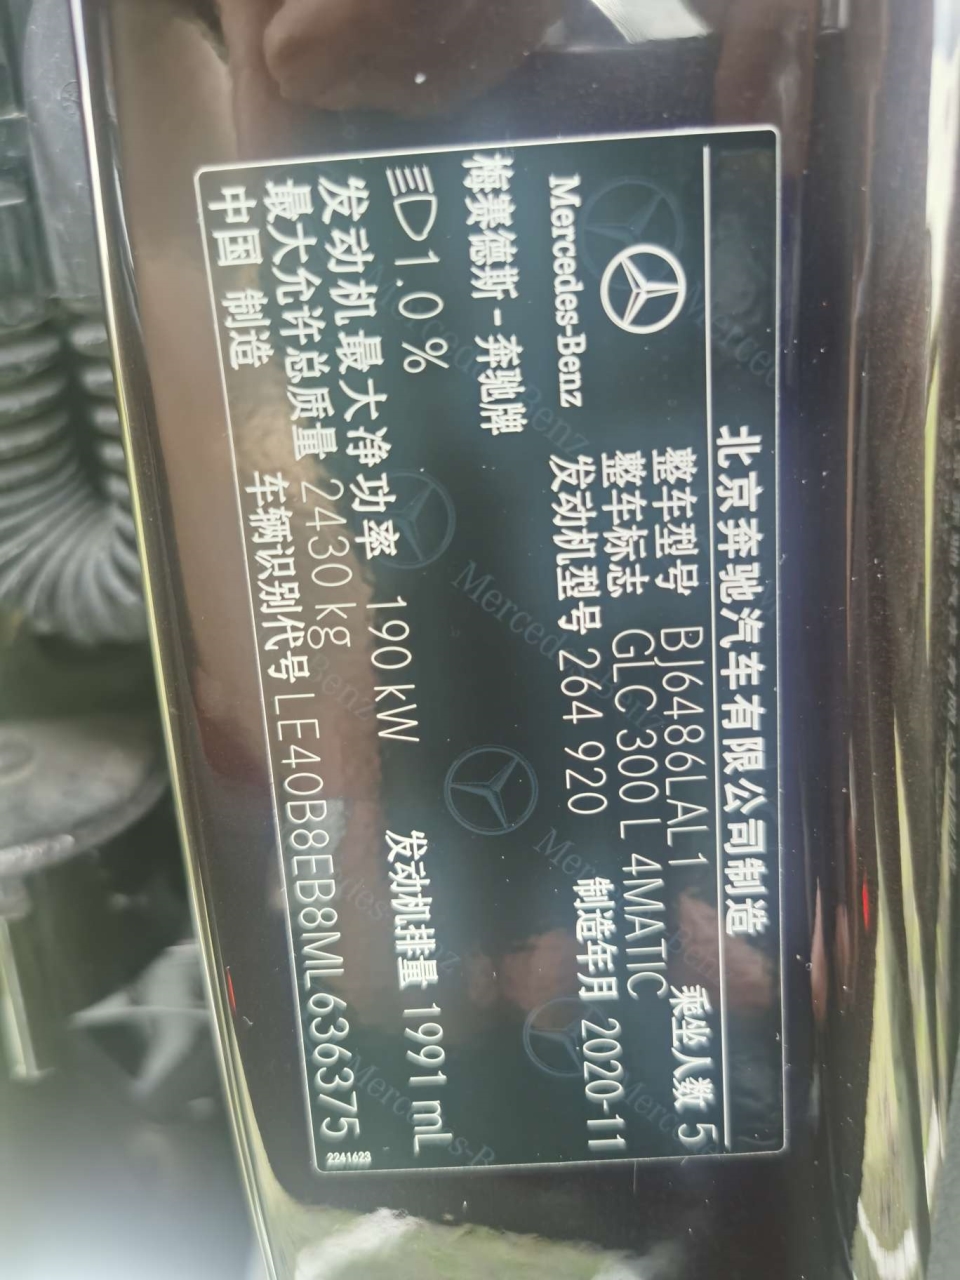 北京奔驰汽车有限公司制造
整车型号 BJ6486LAL1 乘坐人数 5
整车标志 GLC 300 L 4MATIC
发动机型号 264 920 制造年月 2020-11
Mercedes-Benz
梅赛德斯-奔驰牌
1.0%
发动机最大净功率 190 kW 发动机排量 1991 mL
最大允许总质量 2430 kg
中国 制造 车辆识别代号 LE40B8EB8ML636375
2241623